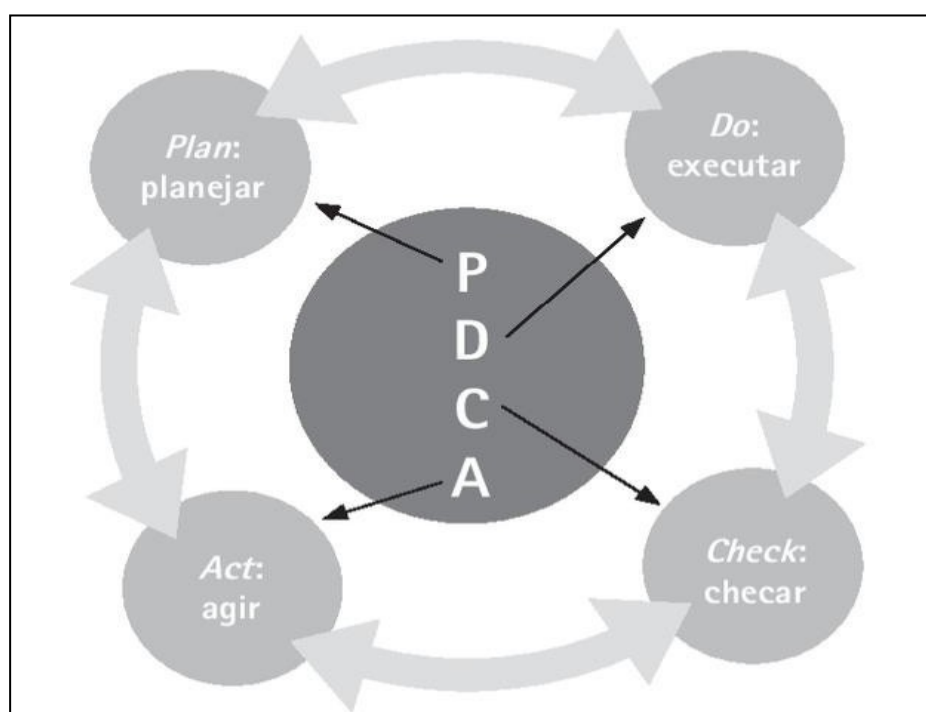 Plan:
planejar
Do:
executar
P
D
C
A
Act:
agir
Check:
checar